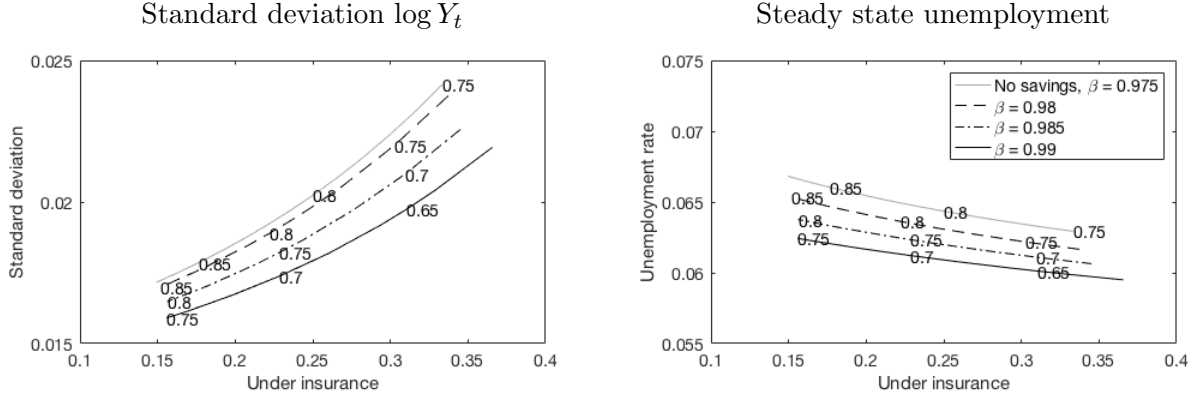 Standard deviation log Y_t
Steady state unemployment
0.025
0.02
0.015
Standard deviation
0.75
0.75
0.8
0.7
0.8
0.65
0.85
0.75
0.85
0.7
0.8
0.75
0.1 0.15 0.2 0.25 0.3 0.35 0.4
Under insurance
0.075
0.07
0.065
0.06
0.055
Unemployment rate
No savings, β = 0.975
β = 0.98
β = 0.985
β = 0.99
0.85
0.85
0.8
0.75
0.8
0.8
0.75
0.75
0.75
0.7
0.7
0.65
0.1 0.15 0.2 0.25 0.3 0.35 0.4
Under insurance